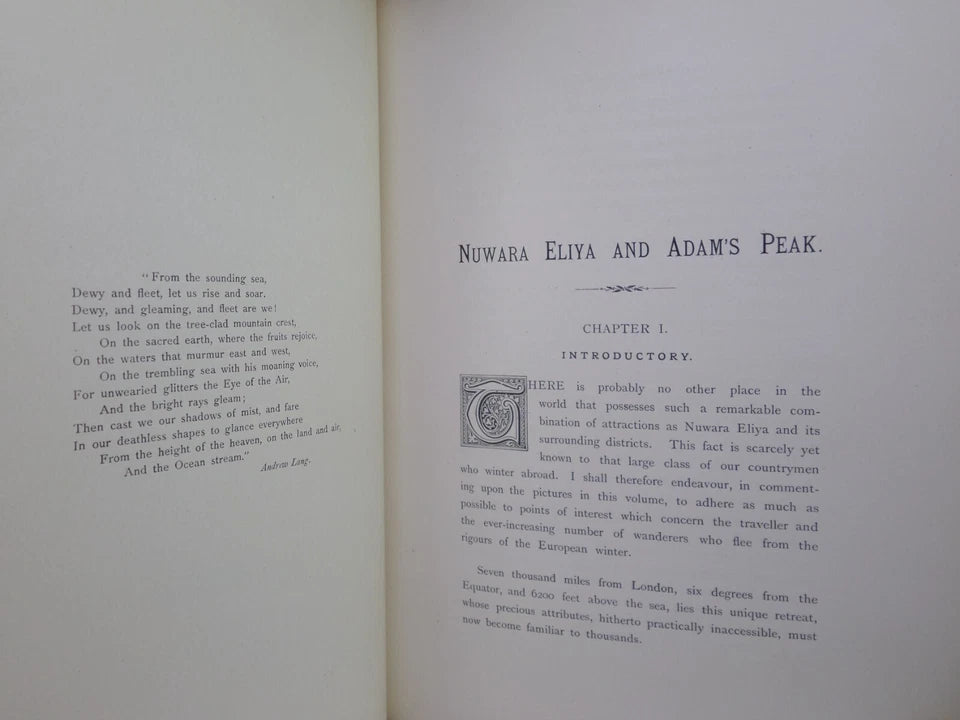 "From the sounding sea,
Dewy and fleet, let us rise and soar.
Dewy, and gleaming, and fleet are we!
Let us look on the tree-clad mountain crest,
On the sacred earth, where the fruits rejoice,
On the waters that murmur east and west,
On the trembling sea with his moaning voice,
For unwearied glitters the Eye of the Air,
And the bright rays gleam;
Then cast we our shadows of mist, and fare
In our deathless shapes to glance everywhere
From the height of the heaven, on the land and air,
And the Ocean stream."
Andrew Lang.
NUWARA ELIYA AND ADAM'S PEAK.
CHAPTER I.
INTRODUCTORY.
THERE is probably no other place in the
world that possesses such a remarkable com-
bination of attractions as Nuwara Eliya and its
surrounding districts. This fact is scarcely yet
known to that large class of our countrymen
who winter abroad. I shall therefore endeavour, in comment-
ing upon the pictures in this volume, to adhere as much as
possible to points of interest which concern the traveller and
the ever-increasing number of wanderers who flee from the
rigours of the European winter.
Seven thousand miles from London, six degrees from the
Equator, and 6200 feet above the sea, lies this unique retreat,
whose precious attributes, hitherto practically inaccessible, must
now become familiar to thousands.